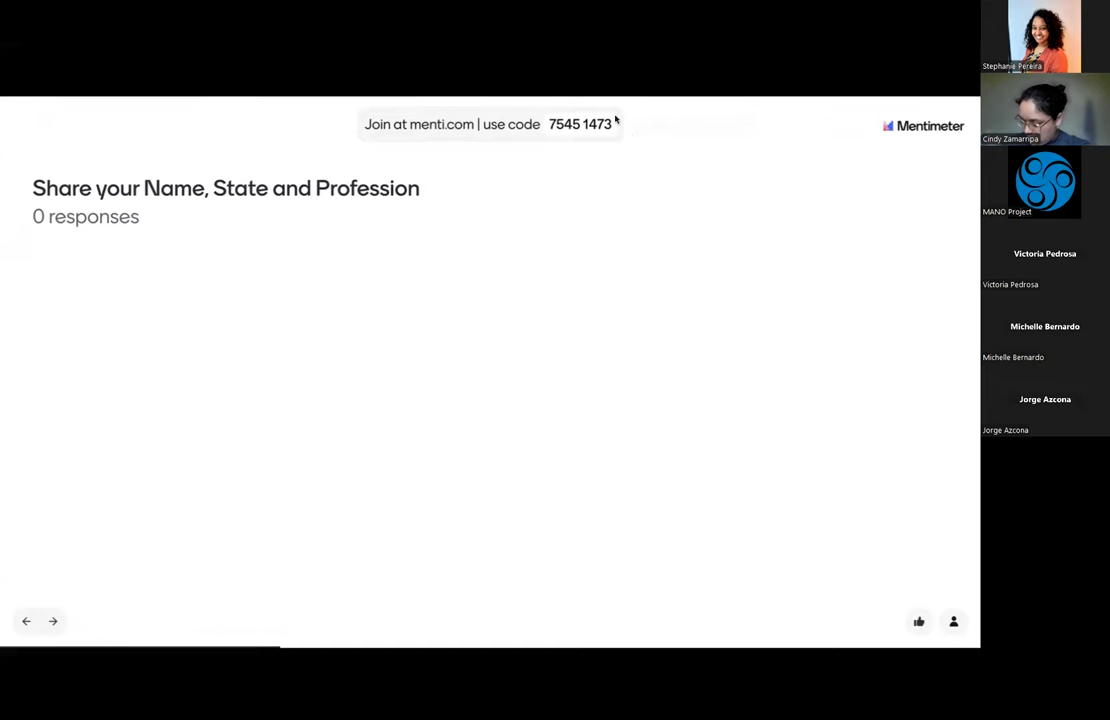 Join at menti.com | use code 7545 1473
Mentimeter
Share your Name, State and Profession
0 responses
Stephanie Pereira
Cindy Zamarripa
MANO Project
Victoria Pedrosa
Victoria Pedrosa
Michelle Bernardo
Michelle Bernardo
Jorge Azcona
Jorge Azcona